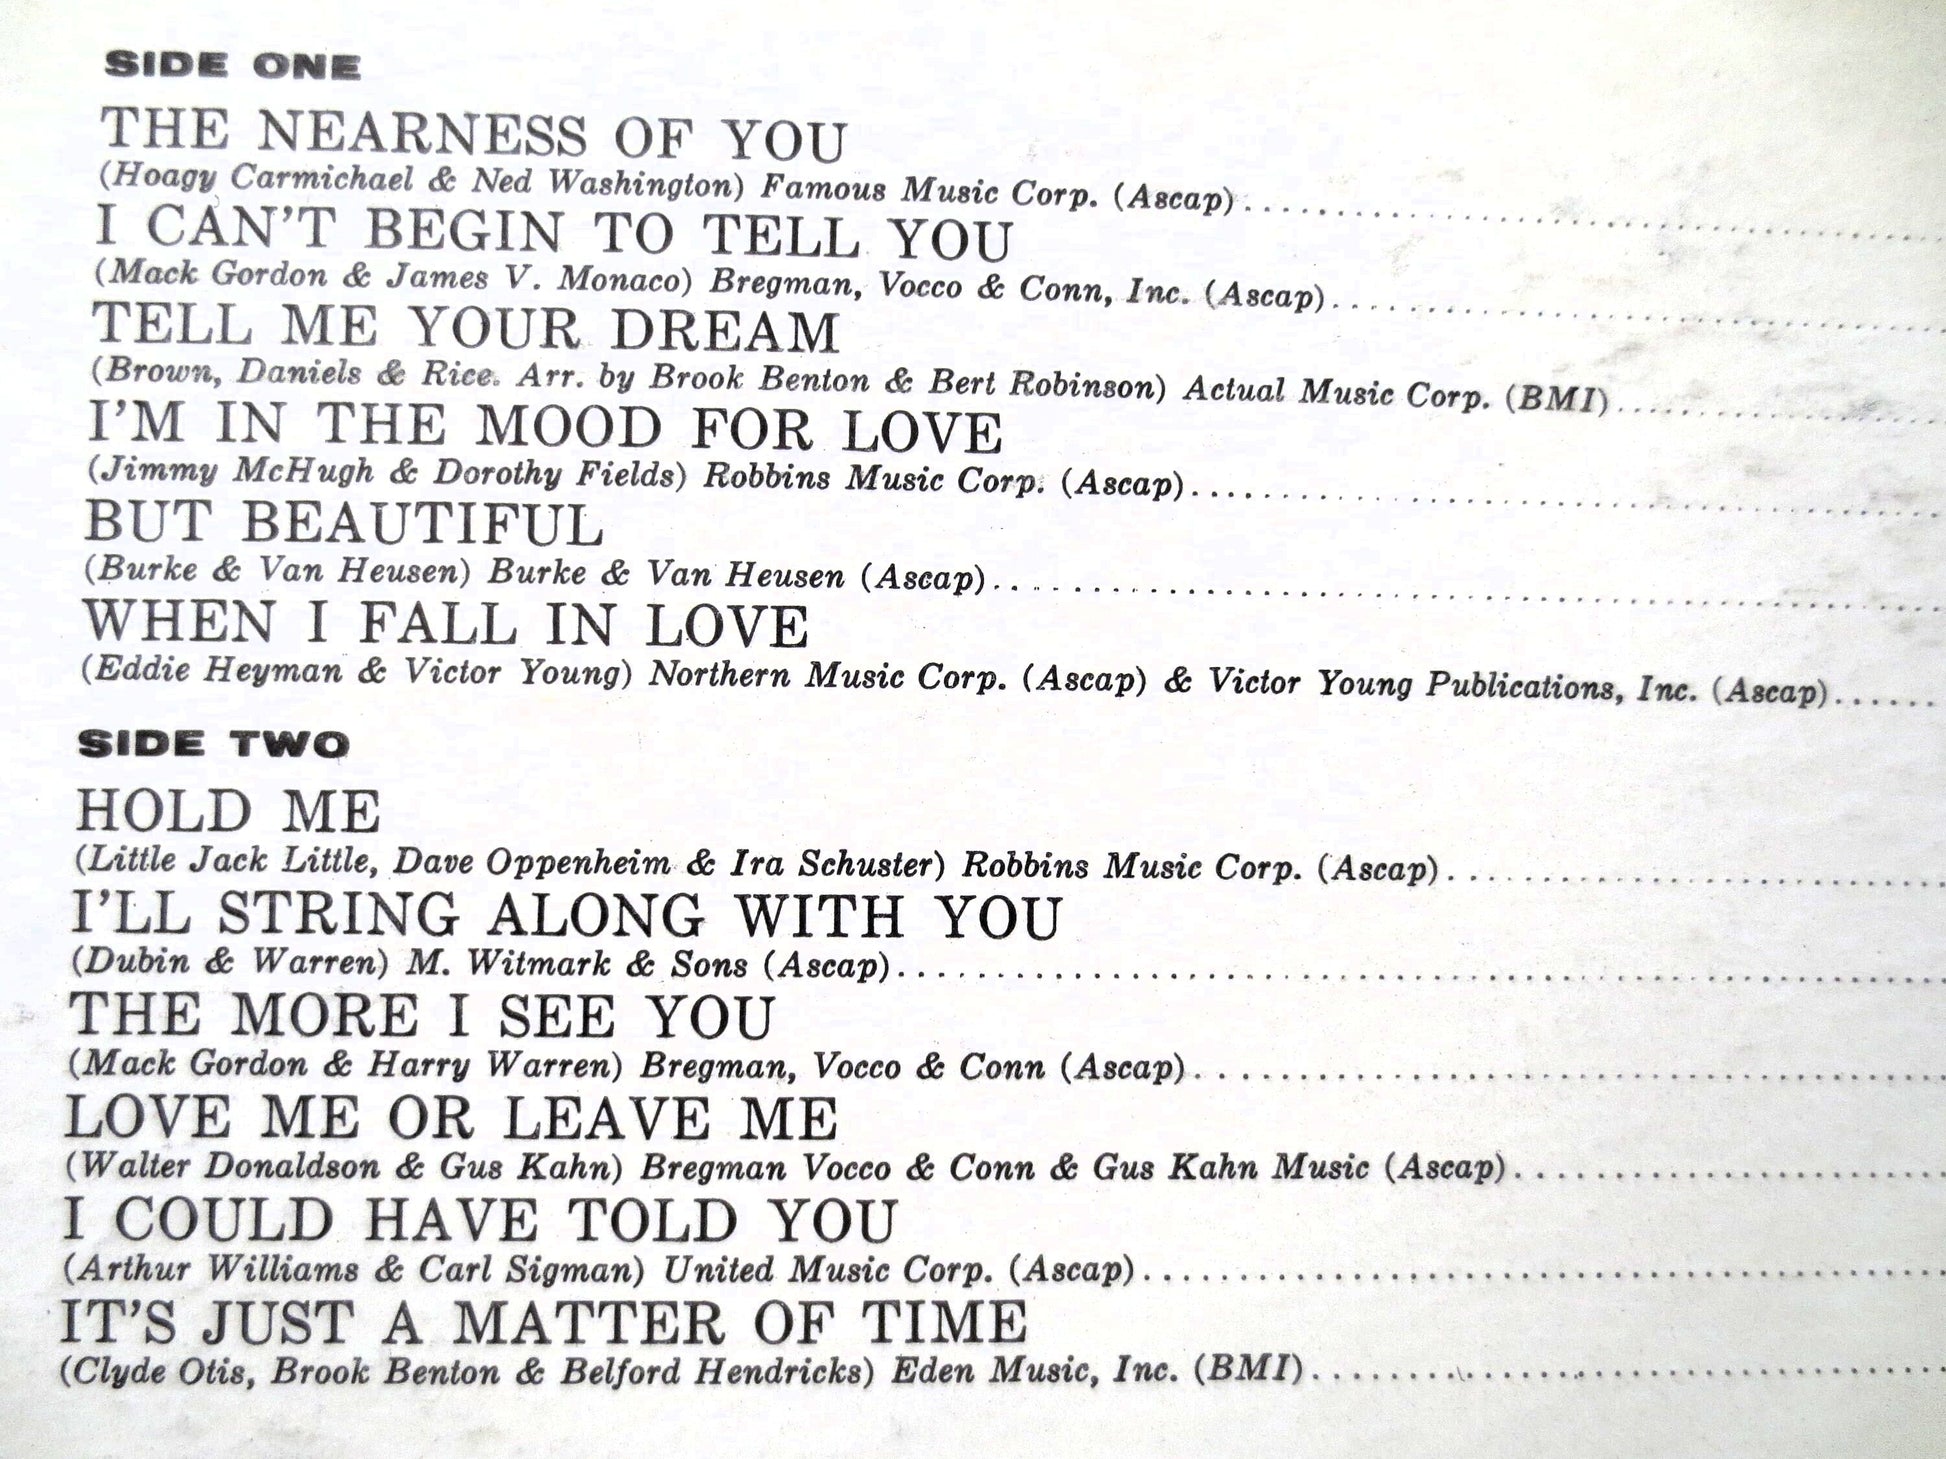 SIDE ONE
THE NEARNESS OF YOU
(Hoagy Carmichael & Ned Washington) Famous Music Corp. (Ascap)
I CAN'T BEGIN TO TELL YOU
(Mack Gordon & James V. Monaco) Bregman, Vocco & Conn, Inc. (Ascap)
TELL ME YOUR DREAM
(Brown, Daniels & Rice. Arr. by Brook Benton & Bert Robinson) Actual Music Corp. (BMI)
I'M IN THE MOOD FOR LOVE
(Jimmy McHugh & Dorothy Fields) Robbins Music Corp. (Ascap)
BUT BEAUTIFUL
(Burke & Van Heusen) Burke & Van Heusen (Ascap)
WHEN I FALL IN LOVE
(Eddie Heyman & Victor Young) Northern Music Corp. (Ascap) & Victor Young Publications, Inc. (Ascap)
SIDE TWO
HOLD ME
(Little Jack Little, Dave Oppenheim & Ira Schuster) Robbins Music Corp. (Ascap)
I'LL STRING ALONG WITH YOU
(Dubin & Warren) M. Witmark & Sons (Ascap)
THE MORE I SEE YOU
(Mack Gordon & Harry Warren) Bregman, Vocco & Conn (Ascap)
LOVE ME OR LEAVE ME
(Walter Donaldson & Gus Kahn) Bregman Vocco & Conn & Gus Kahn Music (Ascap)
I COULD HAVE TOLD YOU
(Arthur Williams & Carl Sigman) United Music Corp. (Ascap)
IT'S JUST A MATTER OF TIME
(Clyde Otis, Brook Benton & Belford Hendricks) Eden Music, Inc. (BMI)